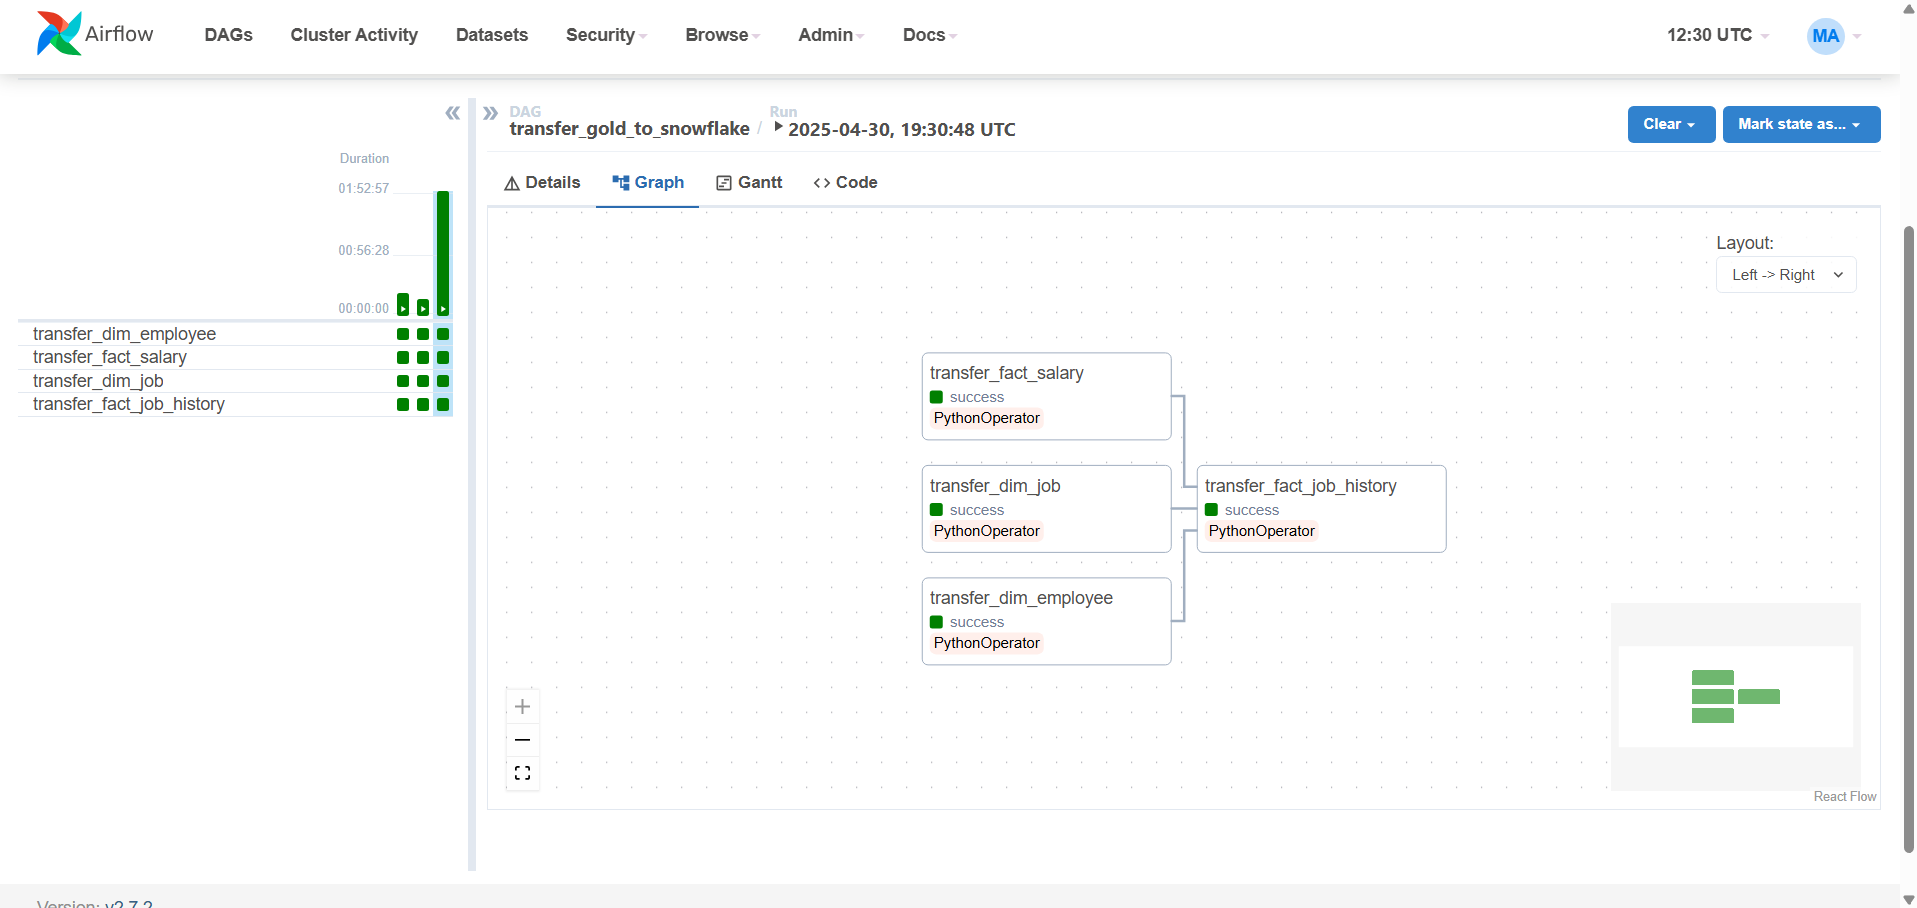 Airflow
DAGs
Cluster Activity
Datasets
Security
Browse
Admin
Docs
12:30 UTC
MA
DAG
transfer_gold_to_snowflake
/
Run
2025-04-30, 19:30:48 UTC
Clear
Mark state as...
Details
Graph
Gantt
Code
Duration
01:52:57
00:56:28
00:00:00
transfer_dim_employee
transfer_fact_salary
transfer_dim_job
transfer_fact_job_history
Layout:
Left -> Right
transfer_fact_salary
success
PythonOperator
transfer_dim_job
success
PythonOperator
transfer_fact_job_history
success
PythonOperator
transfer_dim_employee
success
PythonOperator
React Flow
Version: v2.7.2